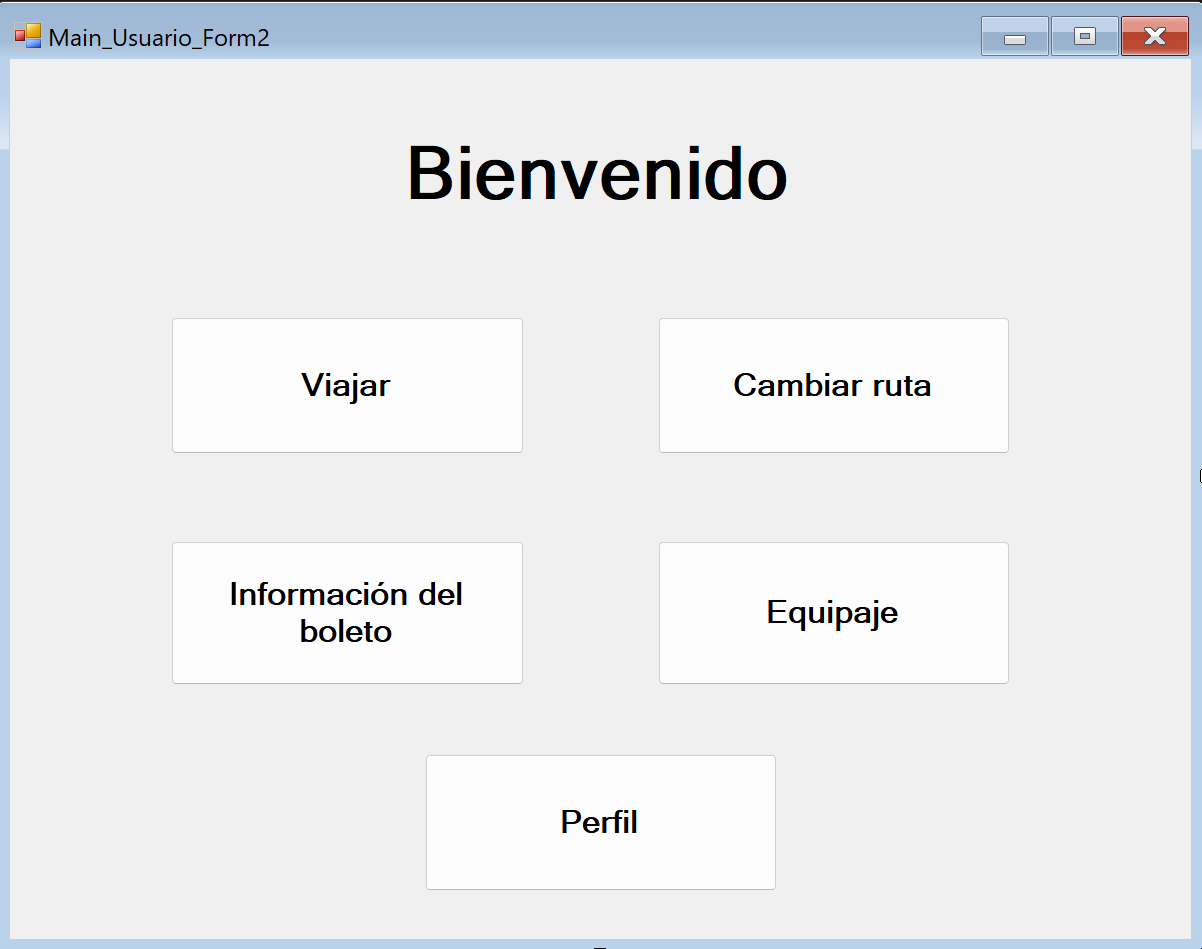 Main_Usuario_Form2
Bienvenido
Viajar
Cambiar ruta
Información del
boleto
Equipaje
Perfil